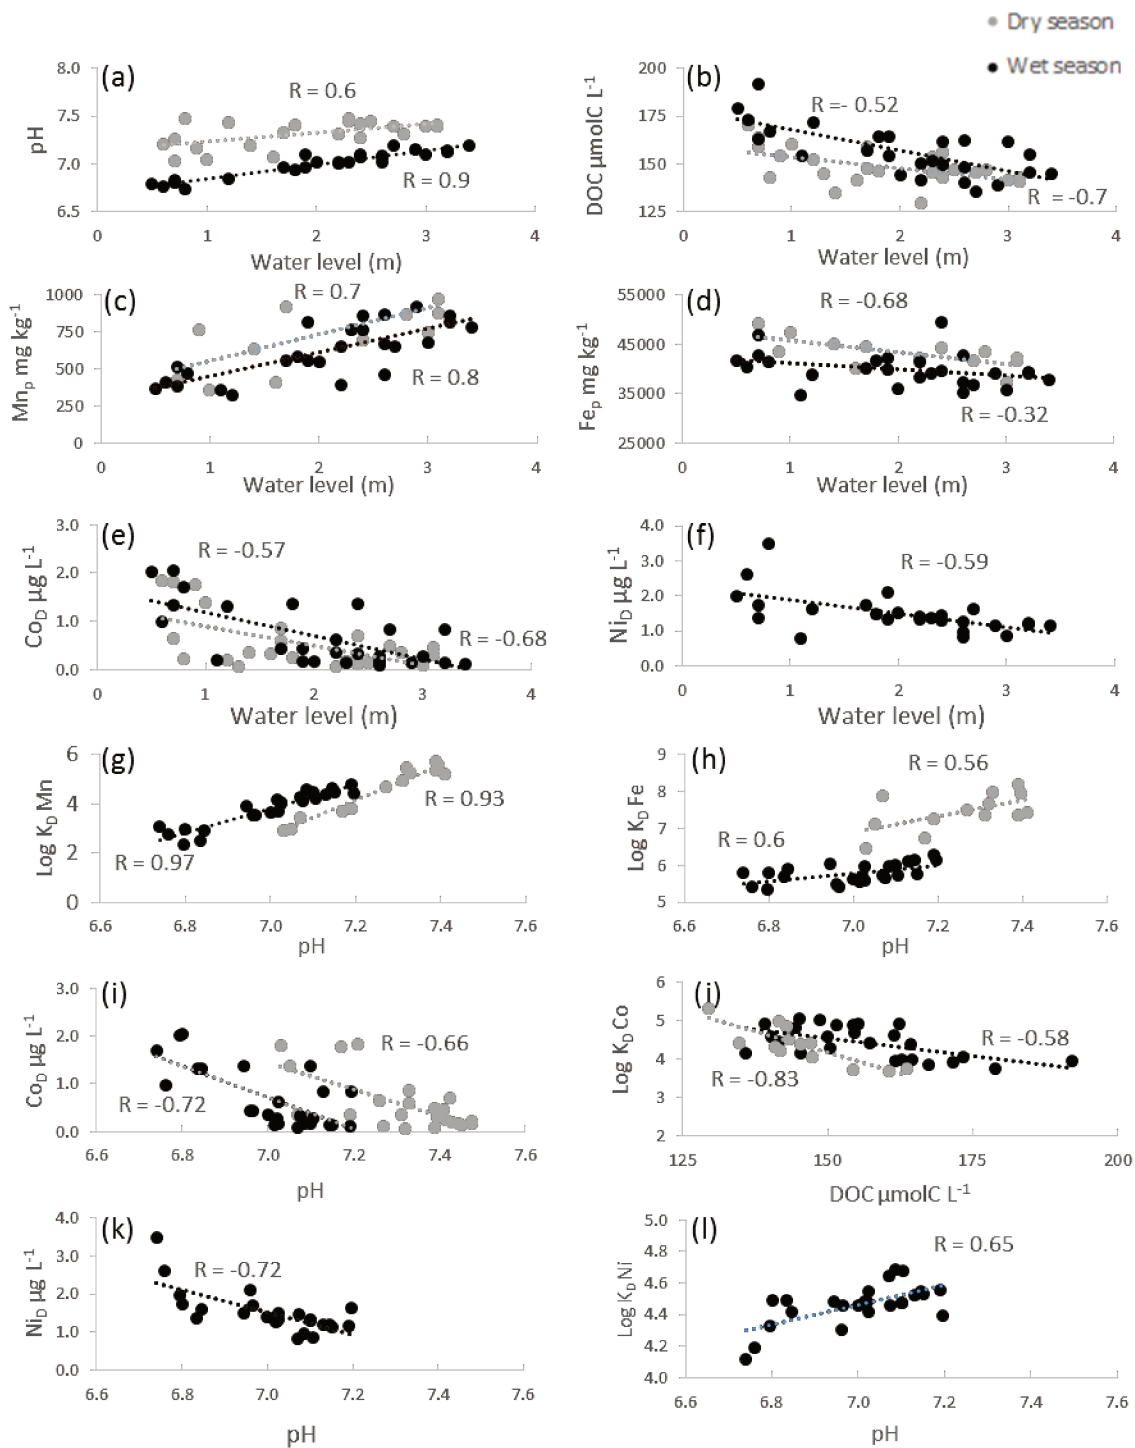 Dry season
Wet season
(a)
R = 0.6
R = 0.9
pH
8.0
7.5
7.0
6.5
0 1 2 3 4
Water level (m)
(b)
R =- 0.52
R = -0.7
DOC µmolC L-1
200
175
150
125
0 1 2 3 4
Water level (m)
(c)
R = 0.7
R = 0.8
Mnp mg kg-1
1000
750
500
250
0
0 1 2 3 4
Water level (m)
(d)
R = -0.68
R = -0.32
Fep mg kg-1
55000
45000
35000
25000
0 1 2 3 4
Water level (m)
(e)
R = -0.57
R = -0.68
CoD µg L-1
3.0
2.0
1.0
0.0
0 1 2 3 4
Water level (m)
(f)
R = -0.59
NiD µg L-1
4.0
3.0
2.0
1.0
0.0
0 1 2 3 4
Water level (m)
(g)
R = 0.93
R = 0.97
Log KD Mn
6
4
2
0
6.6 6.8 7.0 7.2 7.4 7.6
pH
(h)
R = 0.56
R = 0.6
Log KD Fe
9
8
7
6
5
6.6 6.8 7.0 7.2 7.4 7.6
pH
(i)
R = -0.66
R = -0.72
CoD µg L-1
3.0
2.0
1.0
0.0
6.6 6.8 7.0 7.2 7.4 7.6
pH
(j)
R = -0.58
R = -0.83
Log KD Co
6
5
4
3
2
125 150 175 200
DOC µmolC L-1
(k)
R = -0.72
NiD µg L-1
4.0
3.0
2.0
1.0
0.0
6.6 6.8 7.0 7.2 7.4 7.6
pH
(l)
R = 0.65
Log KD Ni
5.0
4.8
4.6
4.4
4.2
4.0
6.6 6.8 7.0 7.2 7.4 7.6
pH